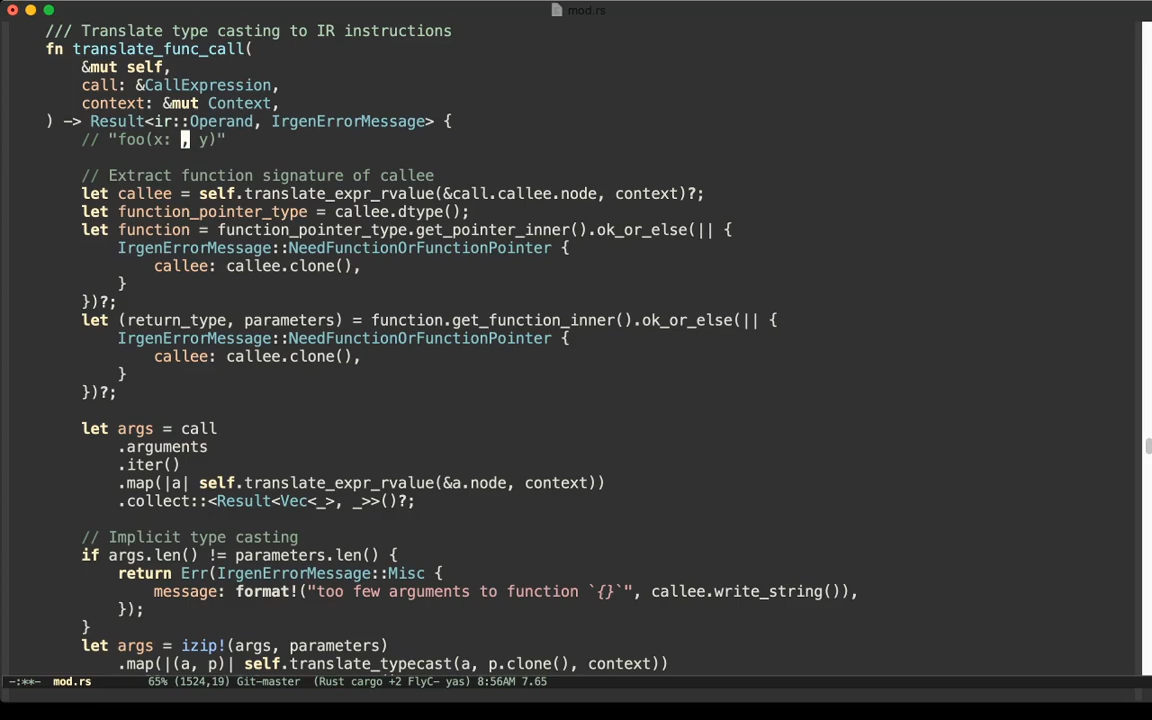 mod.rs
/// Translate type casting to IR instructions
fn translate_func_call(
&mut self,
call: &CallExpression,
context: &mut Context,
) -> Result<ir::Operand, IrgenErrorMessage> {
// "foo(x: , y)"
// Extract function signature of callee
let callee = self.translate_expr_rvalue(&call.callee.node, context)?;
let function_pointer_type = callee.dtype();
let function = function_pointer_type.get_pointer_inner().ok_or_else(|| {
IrgenErrorMessage::NeedFunctionOrFunctionPointer {
callee: callee.clone(),
}
})?;
let (return_type, parameters) = function.get_function_inner().ok_or_else(|| {
IrgenErrorMessage::NeedFunctionOrFunctionPointer {
callee: callee.clone(),
}
})?;
let args = call
.arguments
.iter()
.map(|a| self.translate_expr_rvalue(&a.node, context))
.collect::<Result<Vec<_>, _>>()?;
// Implicit type casting
if args.len() != parameters.len() {
return Err(IrgenErrorMessage::Misc {
message: format!("too few arguments to function `{}`", callee.write_string()),
});
}
let args = izip!(args, parameters)
.map(|(a, p)| self.translate_typecast(a, p.clone(), context))
-:**- mod.rs 65% (1524,19) Git-master (Rust cargo +2 FlyC- yas) 8:56AM 7.65